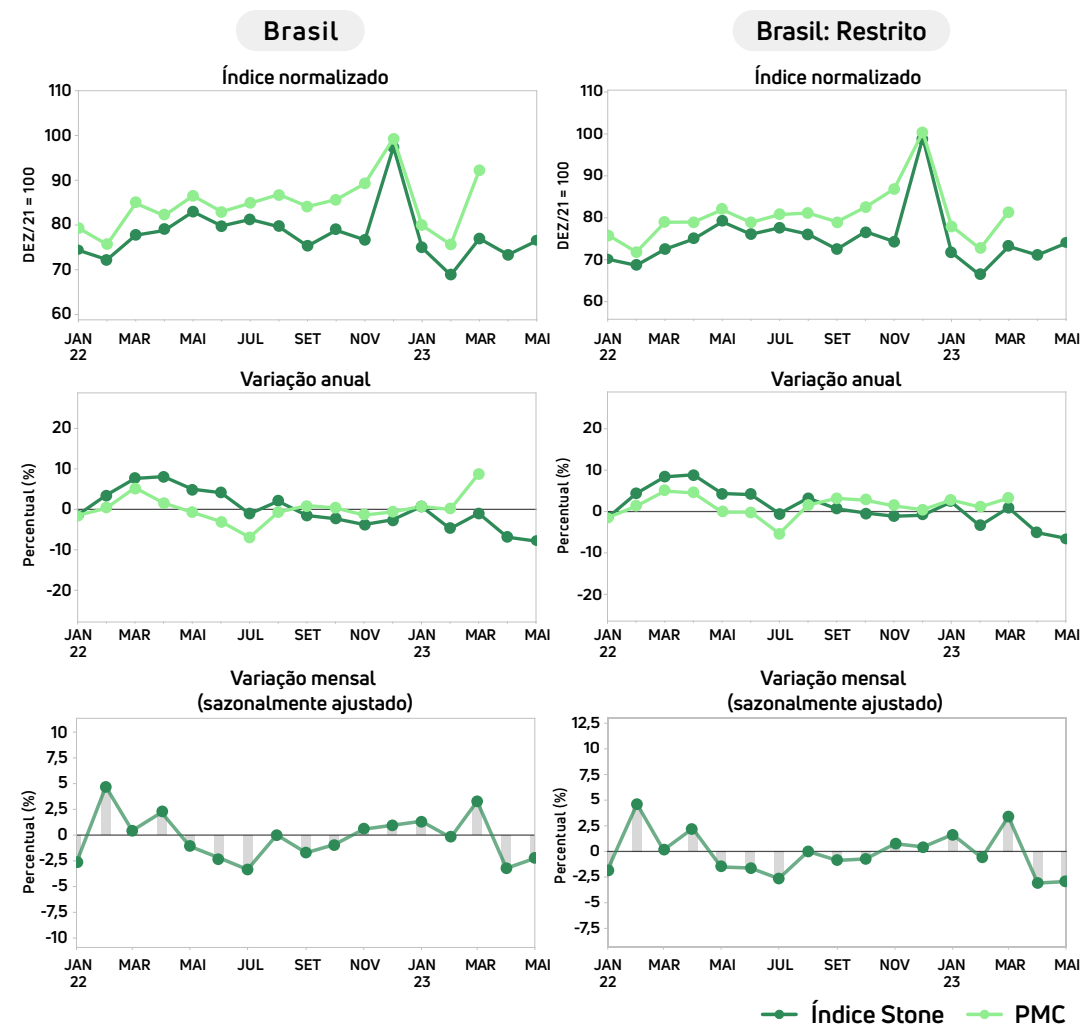 Brasil
Índice normalizado
DEZ/21 = 100
110
100
90
80
70
60
JAN
22
MAR
MAI
JUL
SET
NOV
JAN
23
MAR
MAI
Variação anual
Percentual (%)
20
10
0
-10
-20
JAN
22
MAR
MAI
JUL
SET
NOV
JAN
23
MAR
MAI
Variação mensal
(sazonalmente ajustado)
Percentual (%)
10
7,5
5
2,5
0
-2,5
-5
-7,5
-10
JAN
22
MAR
MAI
JUL
SET
NOV
JAN
23
MAR
MAI
Brasil: Restrito
Índice normalizado
DEZ/21 = 100
110
100
90
80
70
60
JAN
22
MAR
MAI
JUL
SET
NOV
JAN
23
MAR
MAI
Variação anual
Percentual (%)
20
10
0
-10
-20
JAN
22
MAR
MAI
JUL
SET
NOV
JAN
23
MAR
MAI
Variação mensal
(sazonalmente ajustado)
Percentual (%)
12,5
10
7,5
5
2,5
0
-2,5
-5
-7,5
JAN
22
MAR
MAI
JUL
SET
NOV
JAN
23
MAR
MAI
Índice Stone
PMC